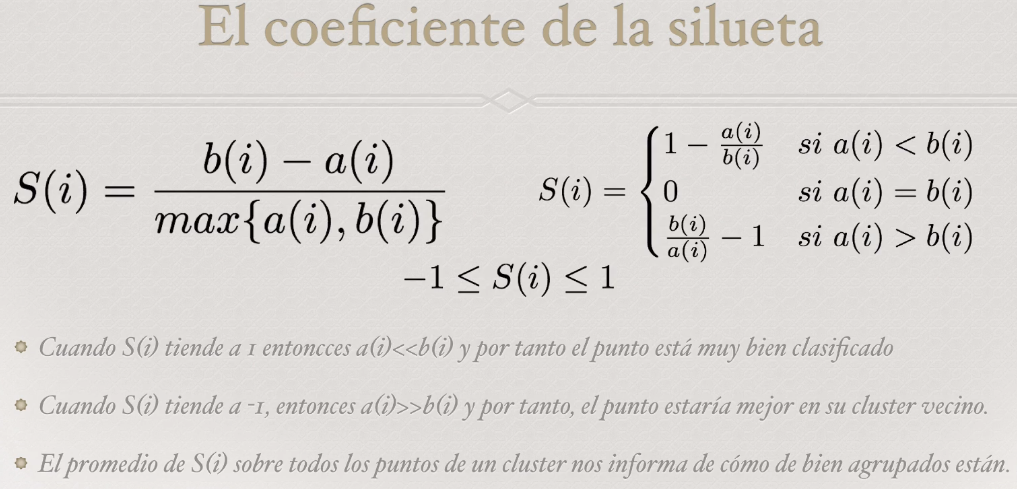 El coeficiente de la silueta
S(i) = \frac{b(i) - a(i)}{max\{a(i), b(i)\}}
S(i) = \begin{cases} 1 - \frac{a(i)}{b(i)} & si\ a(i) < b(i) \\ 0 & si\ a(i) = b(i) \\ \frac{b(i)}{a(i)} - 1 & si\ a(i) > b(i) \end{cases}
-1 ≤ S(i) ≤ 1
Cuando S(i) tiende a 1 entoncces a(i)<<b(i) y por tanto el punto está muy bien clasificado
Cuando S(i) tiende a -1, entonces a(i)>>b(i) y por tanto, el punto estaría mejor en su cluster vecino.
El promedio de S(i) sobre todos los puntos de un cluster nos informa de cómo de bien agrupados están.